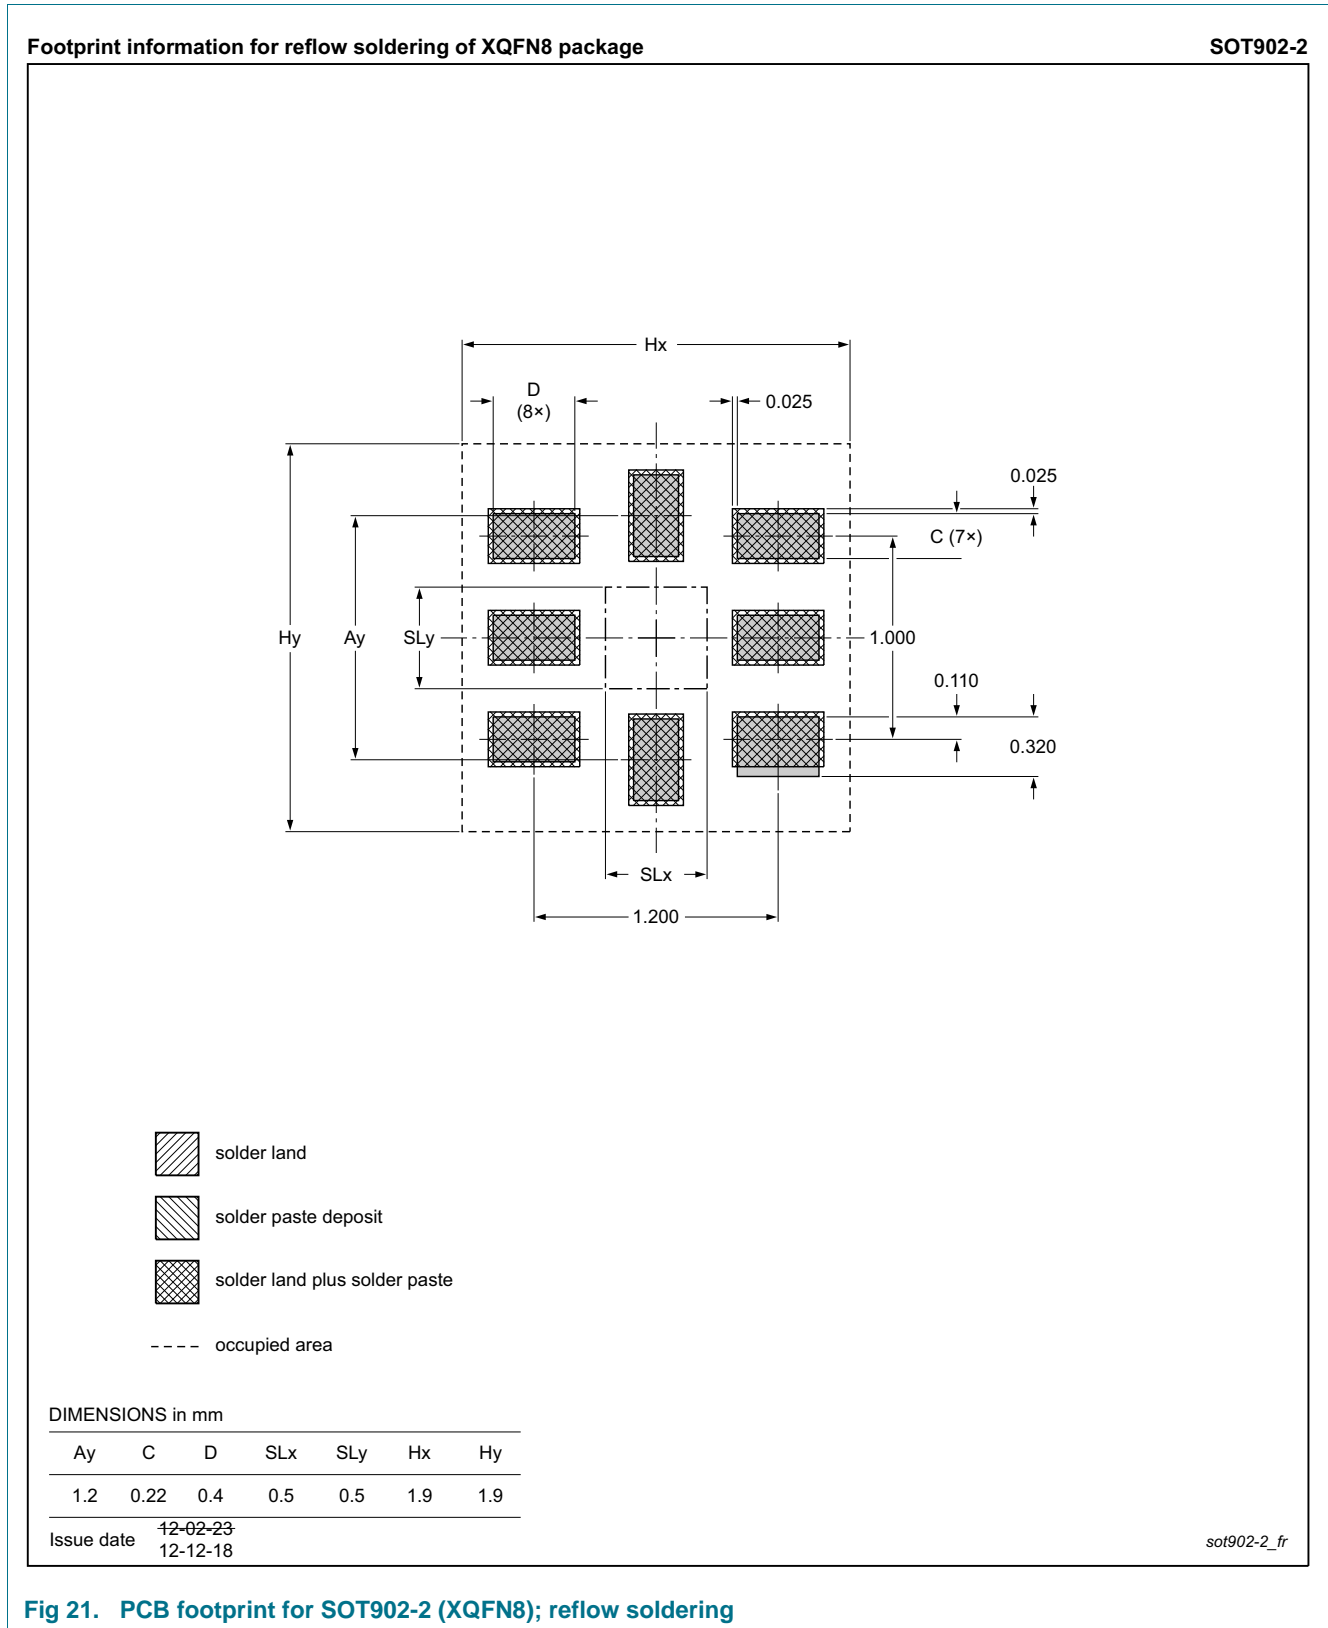 Footprint information for reflow soldering of XQFN8 package SOT902-2
Hx
D
(8×)
0.025
0.025
C (7×)
Hy
Ay
SLy
1.000
0.110
0.320
SLx
1.200
solder land
solder paste deposit
solder land plus solder paste
occupied area
DIMENSIONS in mm
Ay C D SLx SLy Hx Hy
1.2 0.22 0.4 0.5 0.5 1.9 1.9
Issue date 12-02-23
12-12-18
sot902-2_fr
Fig 21. PCB footprint for SOT902-2 (XQFN8); reflow soldering